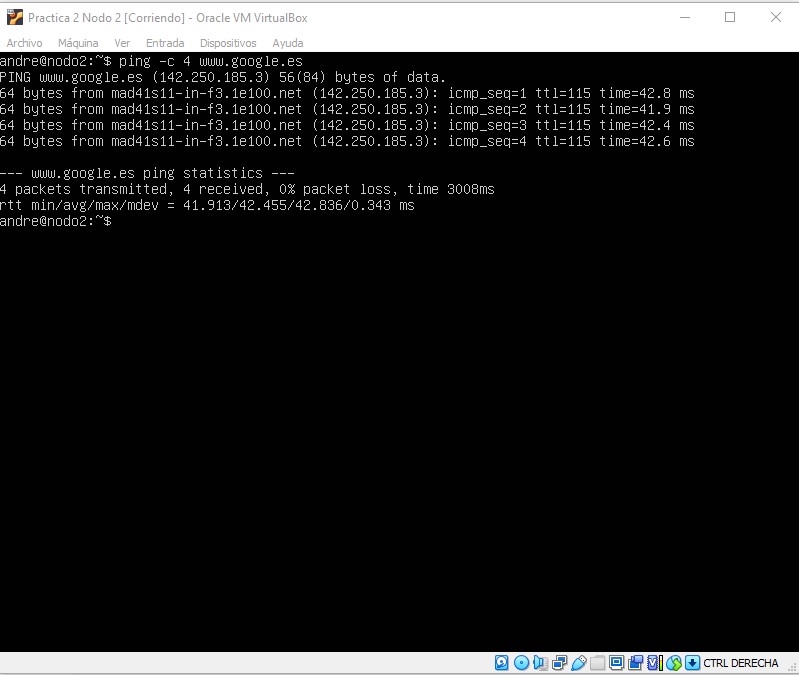 Practica 2 Nodo 2 [Corriendo] - Oracle VM VirtualBox
Archivo Máquina Ver Entrada Dispositivos Ayuda
andre@nodo2:~$ ping -c 4 www.google.es
PING www.google.es (142.250.185.3) 56(84) bytes of data.
64 bytes from mad41s11-in-f3.1e100.net (142.250.185.3): icmp_seq=1 ttl=115 time=42.8 ms
64 bytes from mad41s11-in-f3.1e100.net (142.250.185.3): icmp_seq=2 ttl=115 time=41.9 ms
64 bytes from mad41s11-in-f3.1e100.net (142.250.185.3): icmp_seq=3 ttl=115 time=42.4 ms
64 bytes from mad41s11-in-f3.1e100.net (142.250.185.3): icmp_seq=4 ttl=115 time=42.6 ms
--- www.google.es ping statistics ---
4 packets transmitted, 4 received, 0% packet loss, time 3008ms
rtt min/avg/max/mdev = 41.913/42.455/42.836/0.343 ms
andre@nodo2:~$
CTRL DERECHA